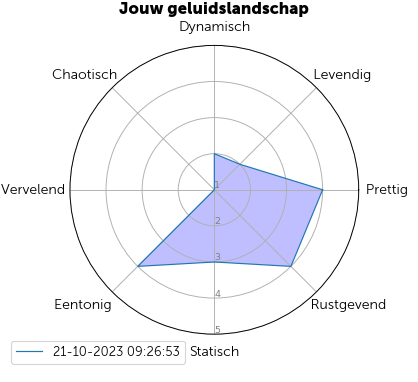 Jouw geluidslandschap
Dynamisch
Chaotisch
Levendig
Vervelend
1
Prettig
2
3
4
Eentonig
Rustgevend
5
21-10-2023 09:26:53
Statisch